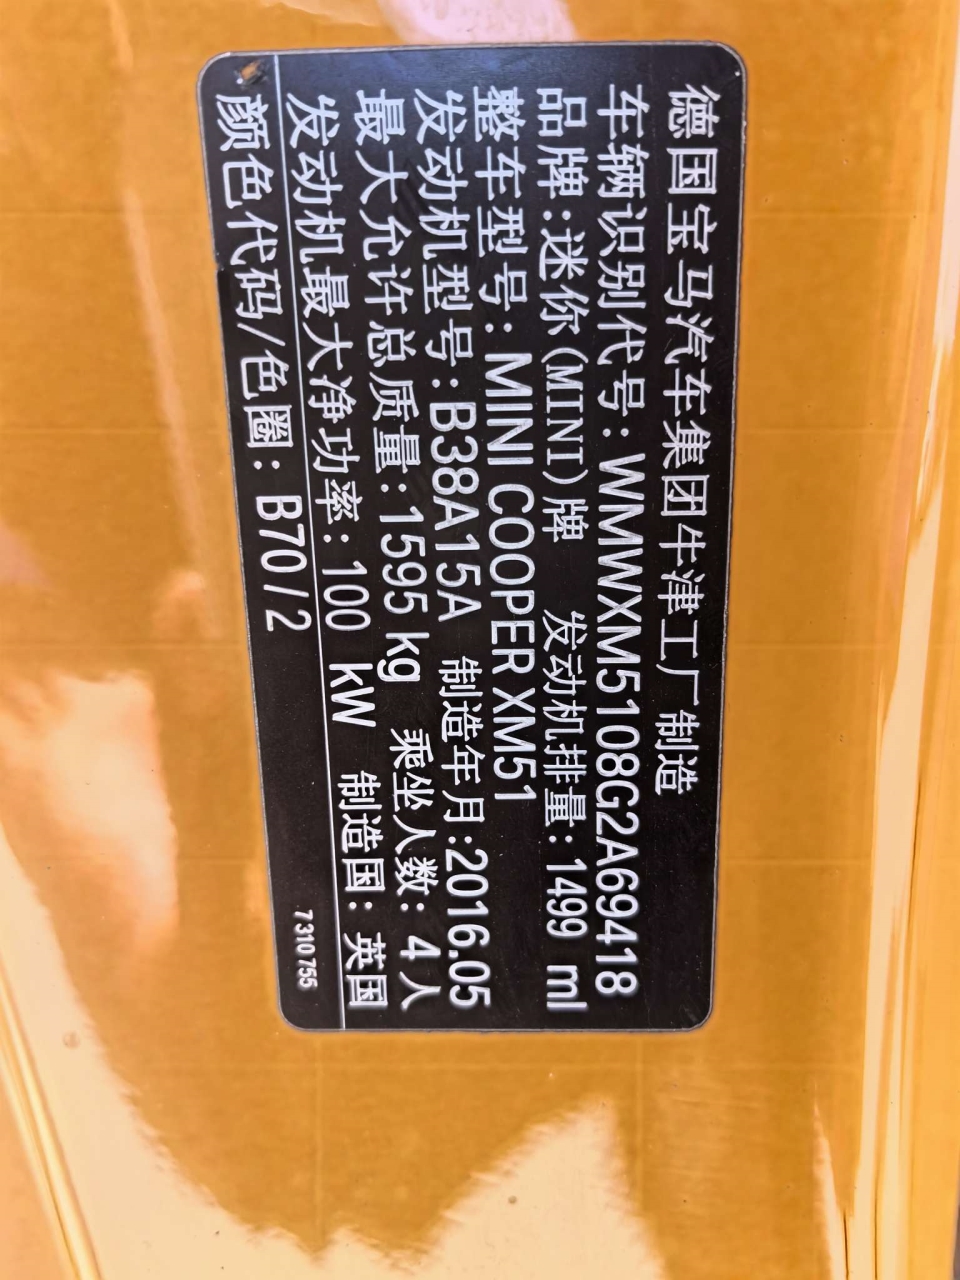 德国宝马汽车集团牛津工厂制造
车辆识别代号:WMWXM5108G2A69418
品牌:迷你(MINI)牌 发动机排量:1499 ml
整车型号:MINI COOPER XM51
发动机型号:B38A15A 制造年月:2016.05
最大允许总质量:1595 kg 乘坐人数:4人
发动机最大净功率:100 kW 制造国:英国
颜色代码/色圈:B70/2
7 310 755